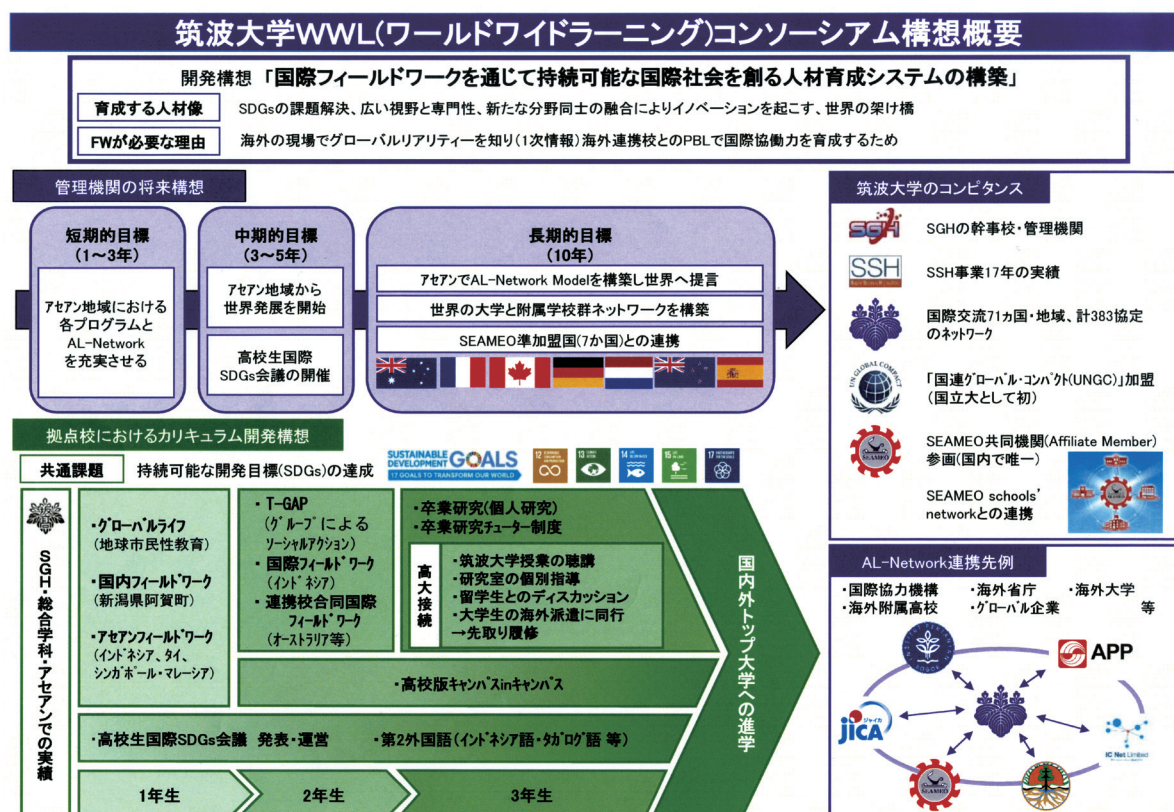 筑波大学WWL(ワールドワイドラーニング)コンソーシアム構想概要
開発構想 「国際フィールドワークを通じて持続可能な国際社会を創る人材育成システムの構築」
育成する人材像
SDGsの課題解決、広い視野と専門性、新たな分野同士の融合によりイノベーションを起こす、世界の架け橋
FWが必要な理由
海外の現場でグローバルリアリティーを知り(1次情報)海外連携校とのPBLで国際協働力を育成するため
管理機関の将来構想
短期的目標
(1~3年)
アセアン地域における
各プログラムと
AL-Network
を充実させる
中期的目標
(3~5年)
アセアン地域から
世界発展を開始
高校生国際
SDGs会議の開催
長期的目標
(10年)
アセアンでAL-Network Modelを構築し世界へ提言
世界の大学と附属学校群ネットワークを構築
SEAMEO準加盟国(7か国)との連携
筑波大学のコンピタンス
SGH
SGHの幹事校・管理機関
SSH
SSH事業17年の実績
国際交流71ヵ国・地域、計383協定
のネットワーク
UN GLOBAL COMPACT
「国連グローバル・コンパクト(UNGC)」加盟
(国立大として初)
SEAMEO
SEAMEO共同機関(Affiliate Member)
参画(国内で唯一)
SEAMEO schools'
networkとの連携
拠点校におけるカリキュラム開発構想
共通課題
持続可能な開発目標(SDGs)の達成
SUSTAINABLE
DEVELOPMENT GOALS
17 GOALS TO TRANSFORM OUR WORLD
12
13
14
15
17
SGH・総合学科・アセアンでの実績
・グローバルライフ
(地球市民性教育)
・国内フィールドワーク
(新潟県阿賀町)
・アセアンフィールドワーク
(インドネシア、タイ、
シンガポール・マレーシア)
・T-GAP
(グループによる
ソーシャルアクション)
・国際フィールドワーク
(インドネシア)
・連携校合同国際
フィールドワーク
(オーストラリア等)
・卒業研究(個人研究)
・卒業研究チューター制度
高大接続
・筑波大学授業の聴講
・研究室の個別指導
・留学生とのディスカッション
・大学生の海外派遣に同行
→先取り履修
・高校版キャンパスinキャンパス
・高校生国際SDGs会議 発表・運営 ・第2外国語(インドネシア語・タガログ語 等)
1年生
2年生
3年生
国内外トップ大学への進学
AL-Network連携先例
・国際協力機構 ・海外省庁 ・海外大学
・海外附属高校 ・グローバル企業 等
APP
ジャイカ
JICA
IC Net Limited
SEAMEO